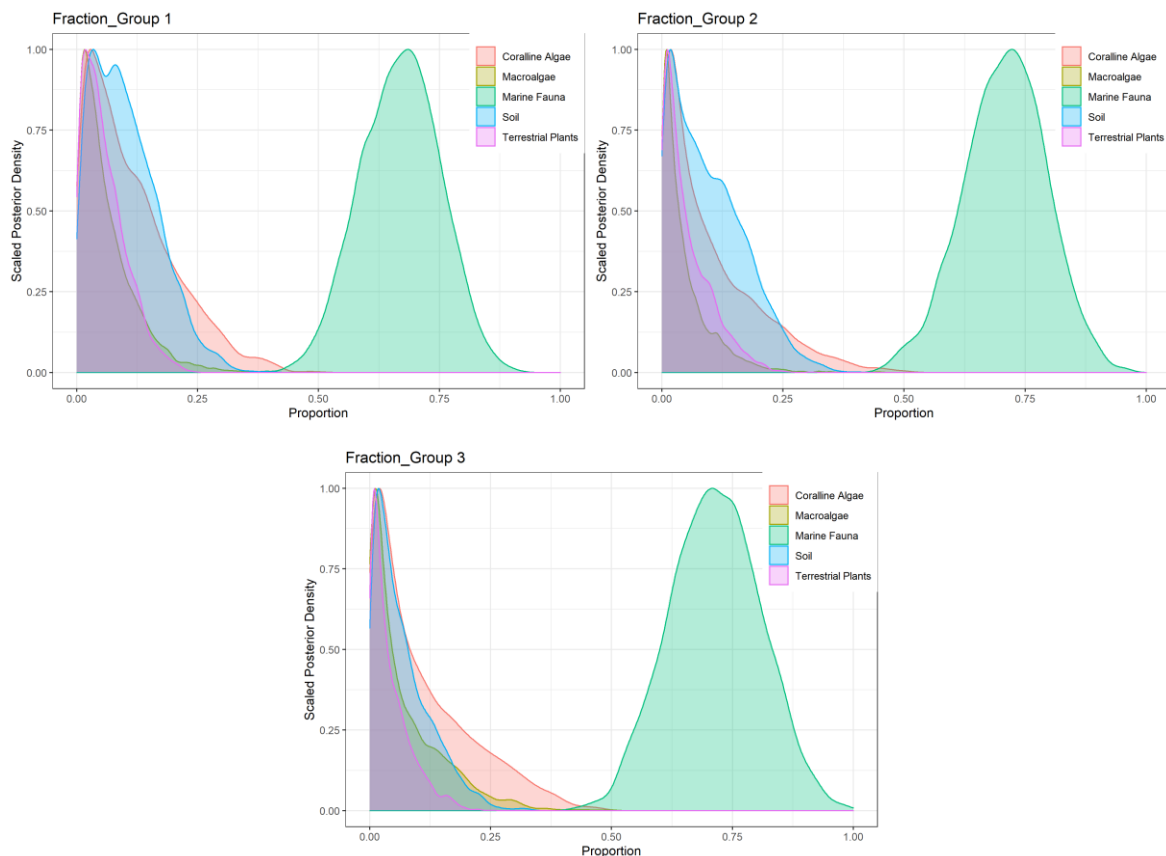 Fraction_Group 1
Coralline Algae
Macroalgae
Marine Fauna
Soil
Terrestrial Plants
Scaled Posterior Density
1.00
0.75
0.50
0.25
0.00
0.00 0.25 0.50 0.75 1.00
Proportion
Fraction_Group 2
Coralline Algae
Macroalgae
Marine Fauna
Soil
Terrestrial Plants
Scaled Posterior Density
1.00
0.75
0.50
0.25
0.00
0.00 0.25 0.50 0.75 1.00
Proportion
Fraction_Group 3
Coralline Algae
Macroalgae
Marine Fauna
Soil
Terrestrial Plants
Scaled Posterior Density
1.00
0.75
0.50
0.25
0.00
0.00 0.25 0.50 0.75 1.00
Proportion